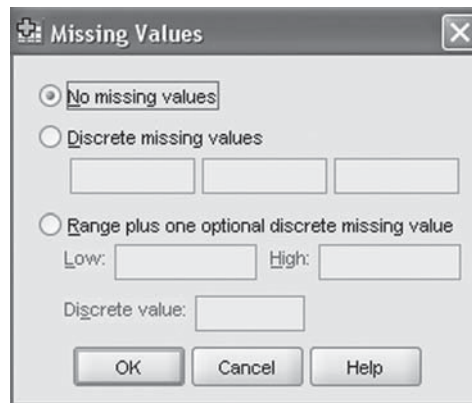 Missing Values
No missing values
Discrete missing values
Range plus one optional discrete missing value
Low: High:
Discrete value:
OK Cancel Help